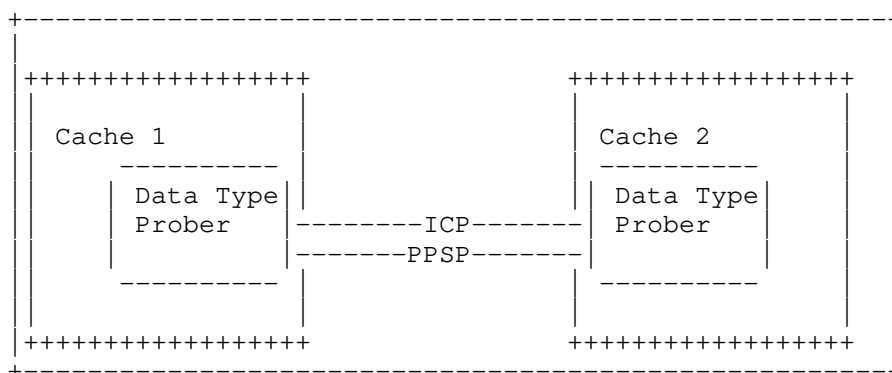 Cache 1 Cache 2
Data Type Data Type
Prober ICP Prober
PPSP